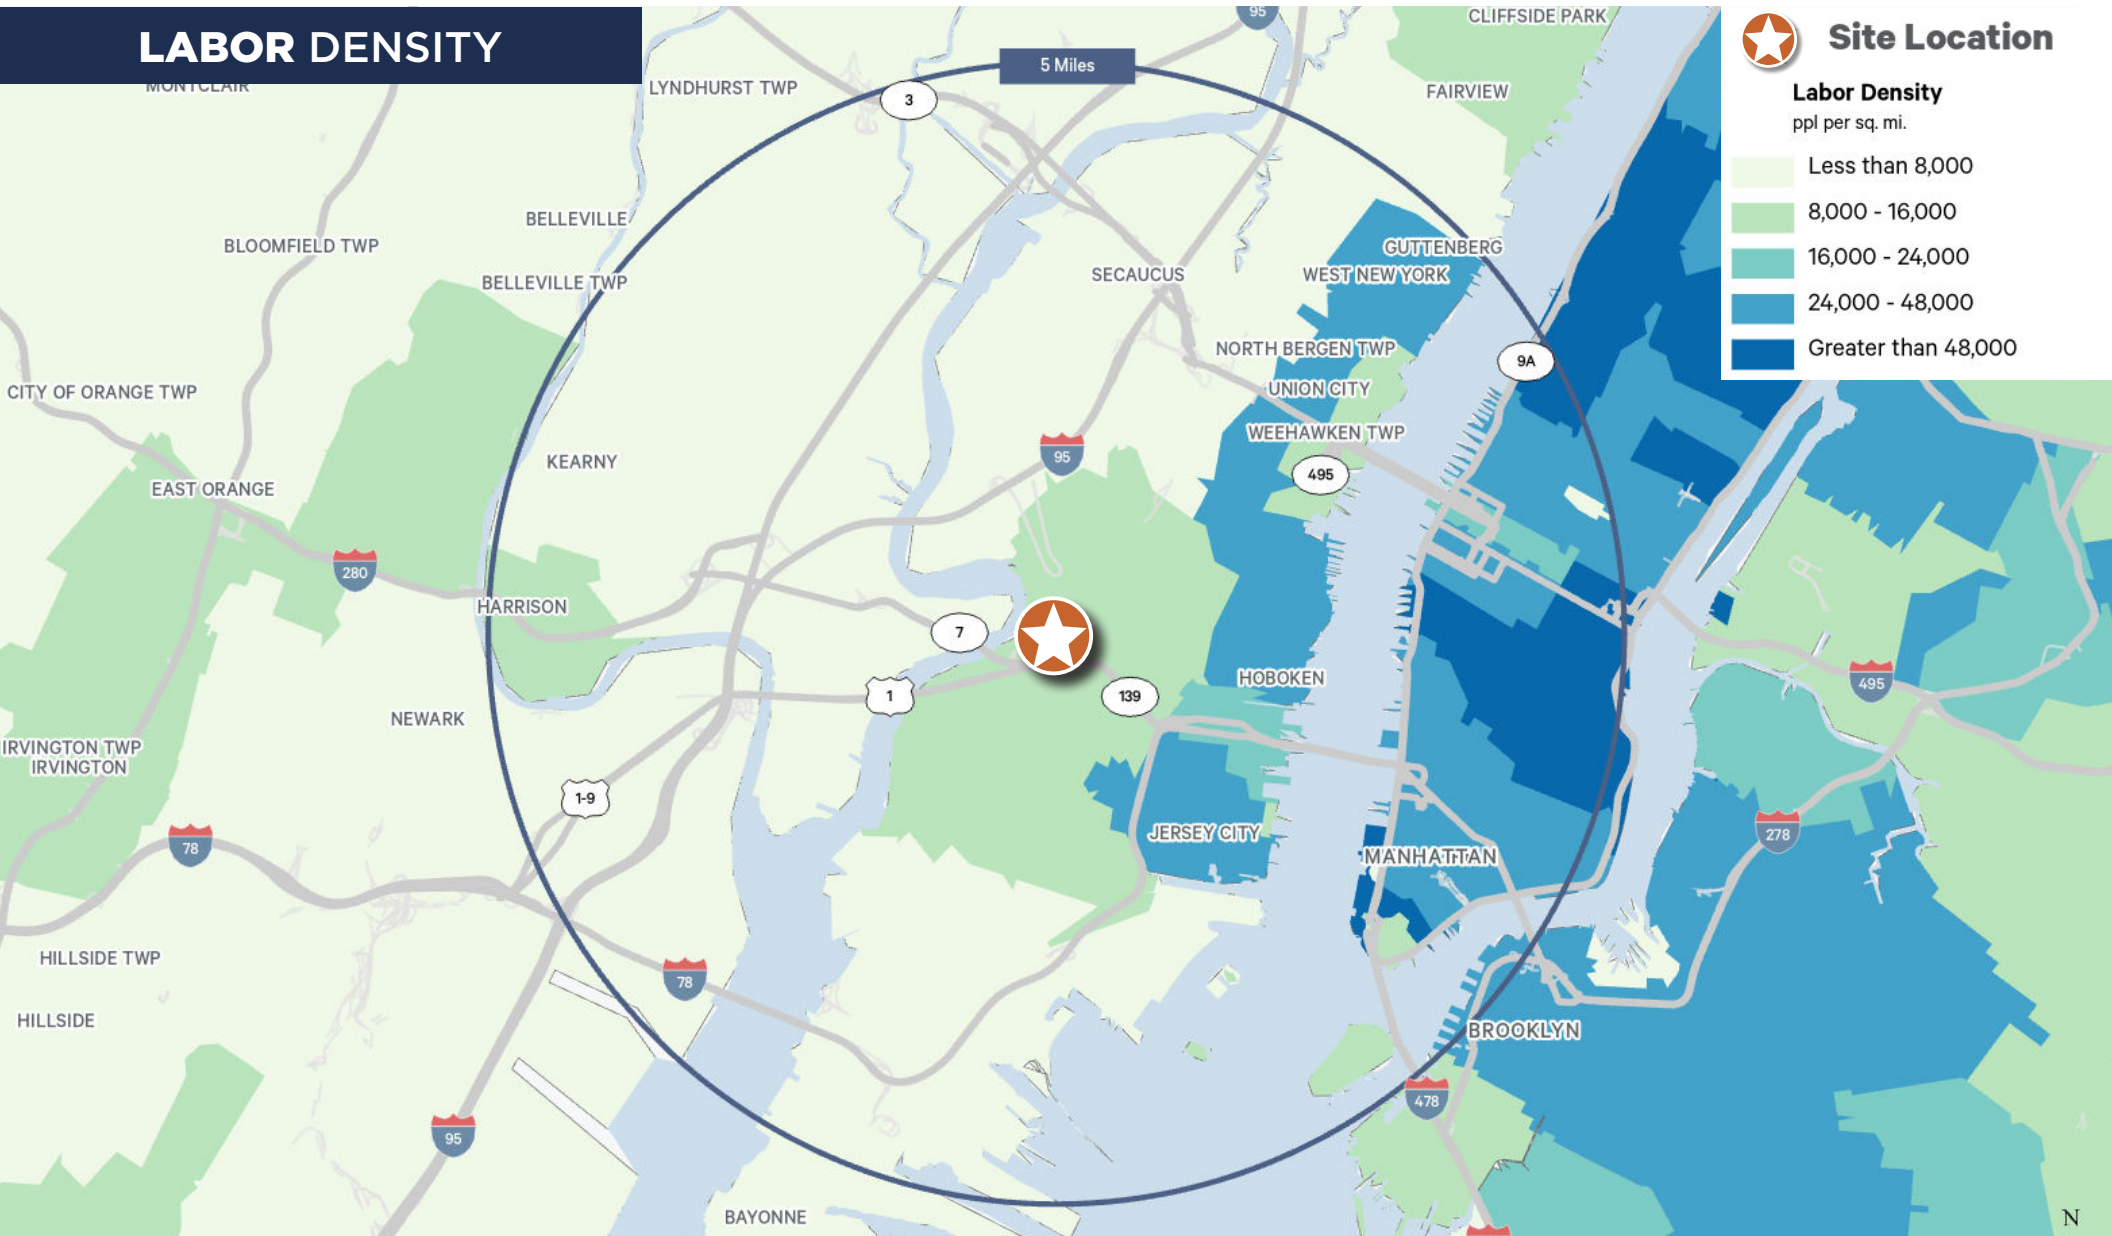 LABOR DENSITY
Site Location
Labor Density
ppl per sq. mi.
Less than 8,000
8,000 - 16,000
16,000 - 24,000
24,000 - 48,000
Greater than 48,000
95
CLIFFSIDE PARK
5 Miles
MONTCLAIR
LYNDHURST TWP
3
FAIRVIEW
BELLEVILLE
BLOOMFIELD TWP
GUTTENBERG
BELLEVILLE TWP
SECAUCUS
WEST NEW YORK
NORTH BERGEN TWP
9A
CITY OF ORANGE TWP
UNION CITY
WEEHAWKEN TWP
KEARNY
95
495
EAST ORANGE
280
HARRISON
7
HOBOKEN
495
1
139
NEWARK
IRVINGTON TWP
IRVINGTON
1-9
JERSEY CITY
278
78
MANHATTAN
HILLSIDE TWP
78
HILLSIDE
BROOKLYN
478
95
BAYONNE
N